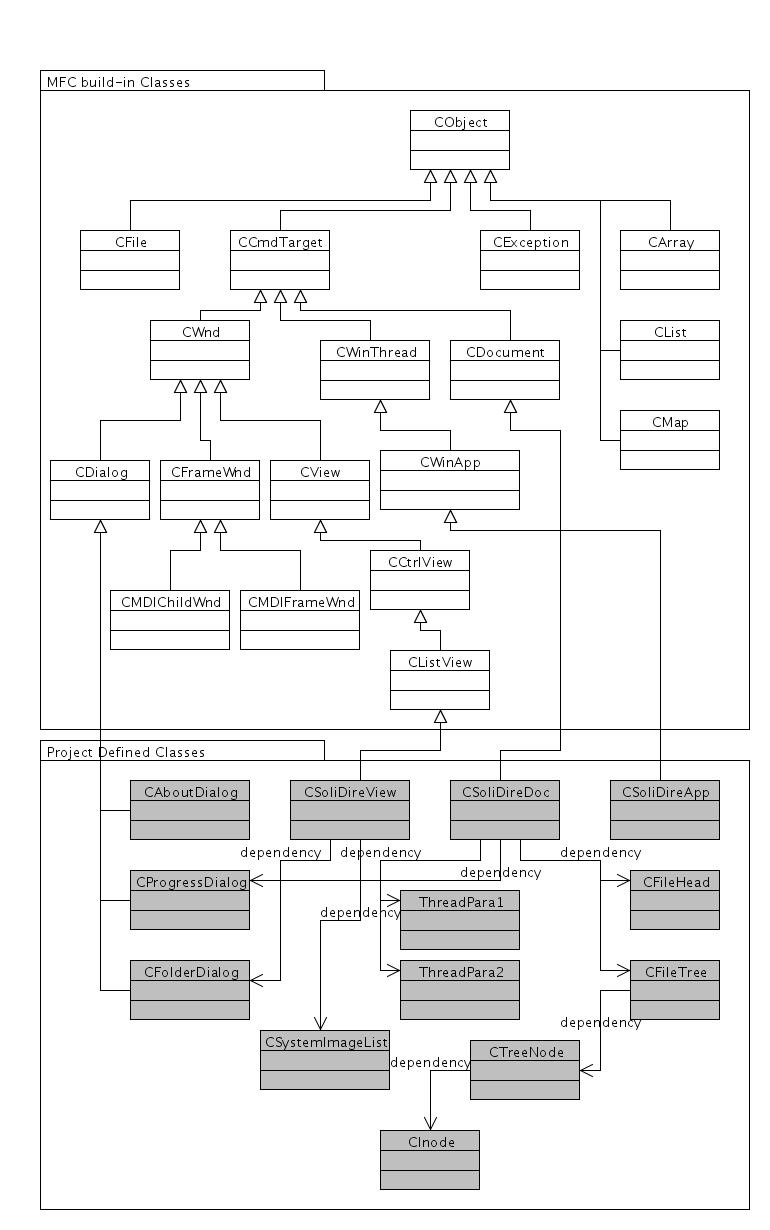 MFC build-in Classes
CObject
CFile
CCmdTarget
CException
CArray
CWnd
CWinThread
CDocument
CList
CMap
CDialog
CFrameWnd
CView
CWinApp
CCtrlView
CMDIChildWnd
CMDIFrameWnd
CListView
Project Defined Classes
CAboutDialog
CSoliDireView
CSoliDireDoc
CSoliDireApp
dependency
dependency
dependency
dependency
CProgressDialog
CFileHead
ThreadPara1
dependency
CFolderDialog
ThreadPara2
CFileTree
dependency
CSystemImageList
CTreeNode
dependency
CInode